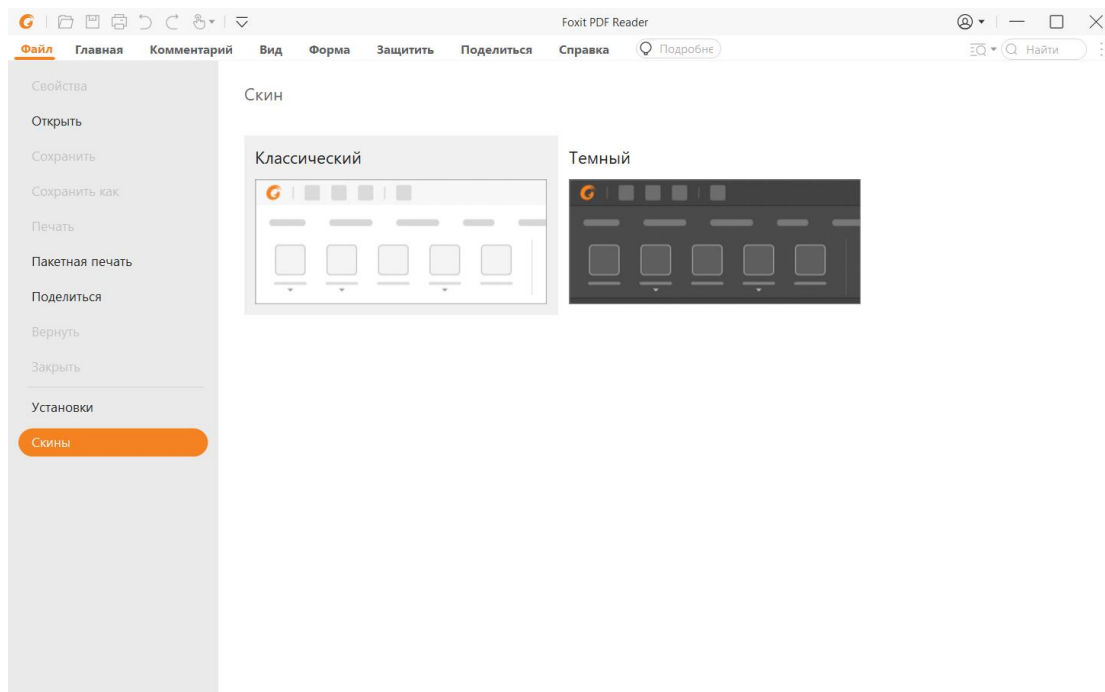 Foxit PDF Reader
Файл Главная Комментарий Вид Форма Защитить Поделиться Справка Подробне Найти
Свойства
Открыть
Сохранить
Сохранить как
Печать
Пакетная печать
Поделиться
Вернуть
Закрыть
Установки
Скины
Скин
Классический Темный